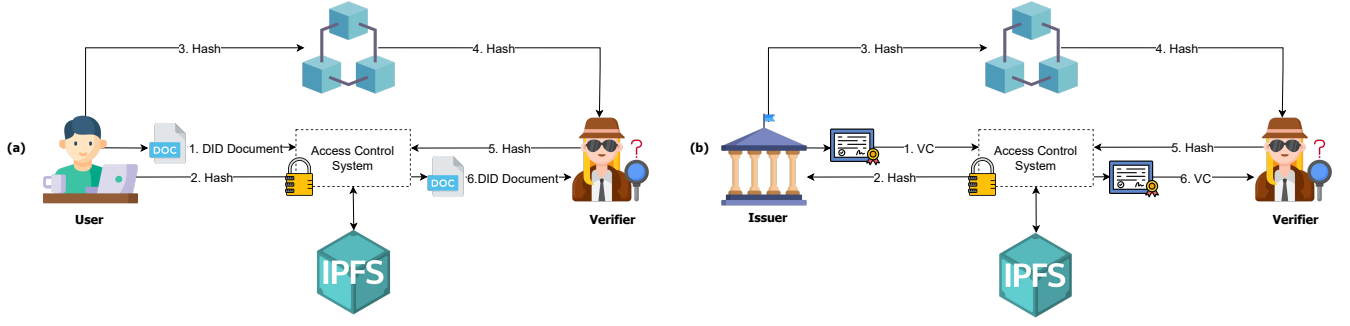 3. Hash
4. Hash
(a)
DOC
1. DID Document
Access Control
System
5. Hash
2. Hash
DOC
6.DID Document
User
Verifier
IPFS
3. Hash
4. Hash
(b)
1. VC
Access Control
System
5. Hash
2. Hash
6. VC
Issuer
Verifier
IPFS